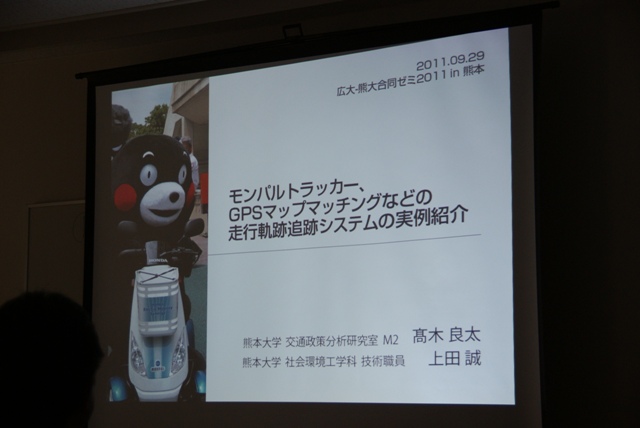 2011.09.29
広大-熊大合同ゼミ2011 in 熊本
モンパルトラッカー、
GPSマップマッチングなどの
走行軌跡追跡システムの実例紹介
熊本大学 交通政策分析研究室 M2 髙木 良太
熊本大学 社会環境工学科 技術職員 上田 誠
HONDA